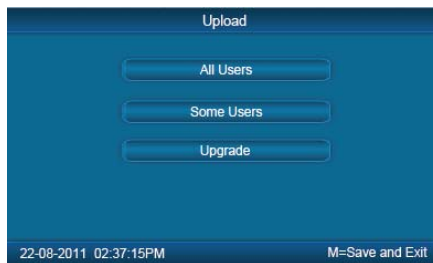 Upload
All Users
Some Users
Upgrade
22-08-2011 02:37:15PM M=Save and Exit